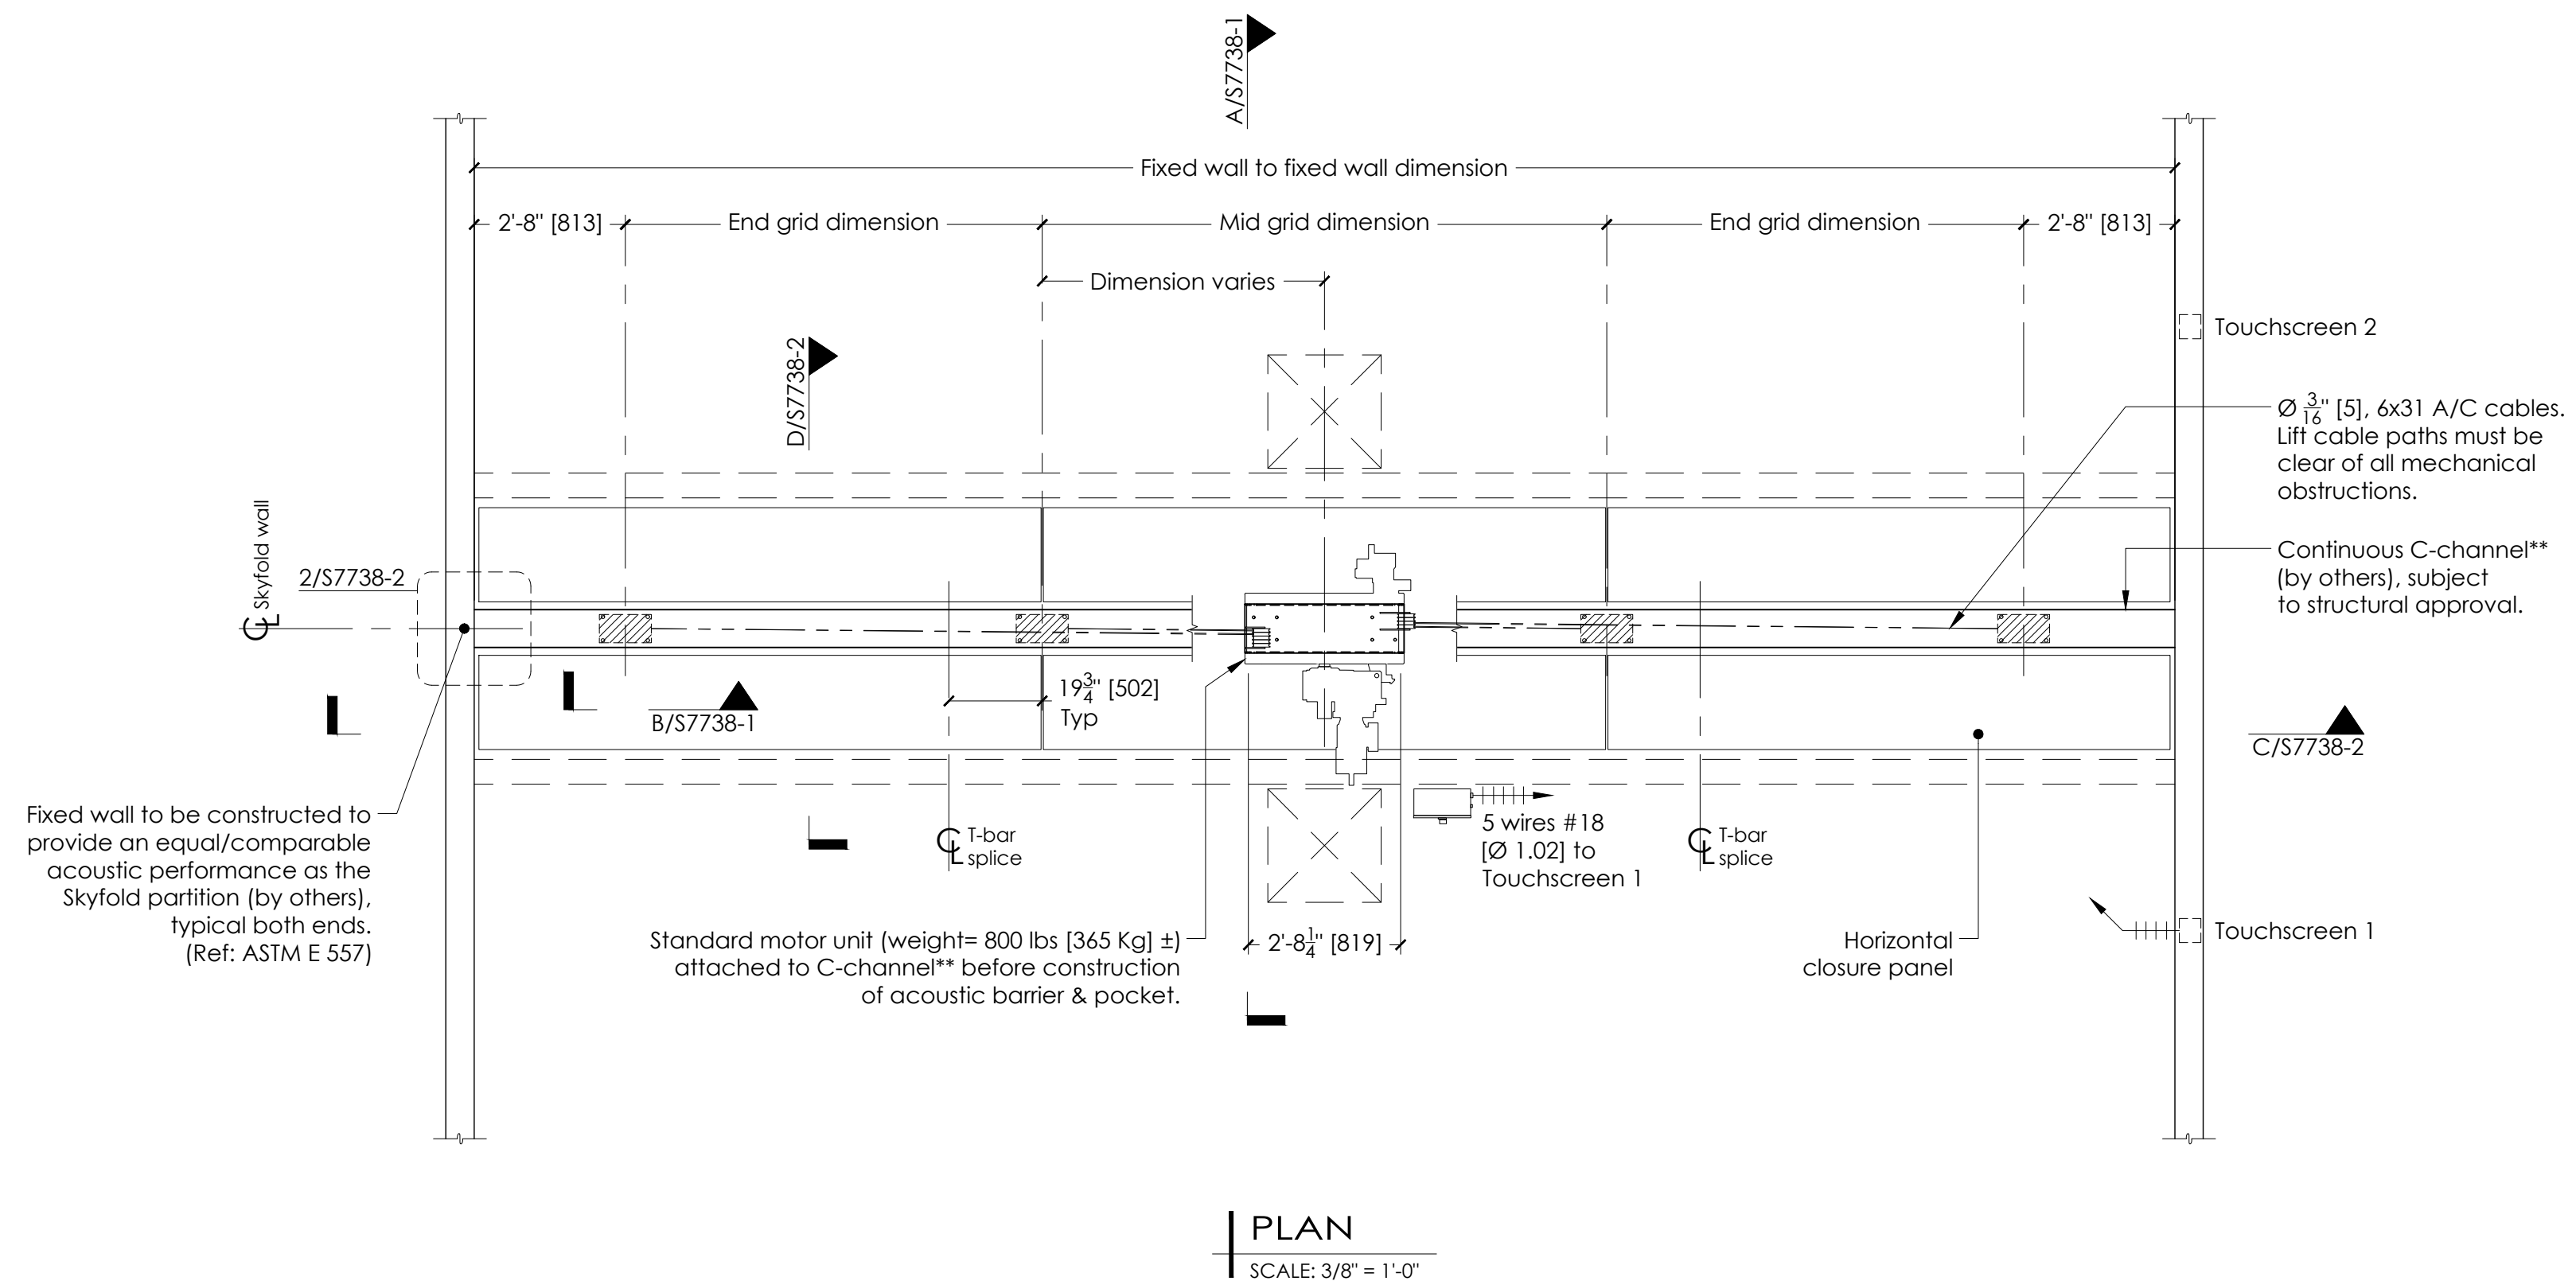 A/S7738-1
Fixed wall to fixed wall dimension
2'-8" [813]
End grid dimension
Mid grid dimension
End grid dimension
2'-8" [813]
Dimension varies
D/S7738-2
Touchscreen 2
Ø 3/16" [5], 6x31 A/C cables.
Lift cable paths must be
clear of all mechanical
obstructions.
CL Skyfold wall
2/S7738-2
Continuous C-channel**
(by others), subject
to structural approval.
19 3/4" [502]
Typ
B/S7738-1
C/S7738-2
Fixed wall to be constructed to
provide an equal/comparable
acoustic performance as the
Skyfold partition (by others),
typical both ends.
(Ref: ASTM E 557)
CL T-bar
splice
5 wires #18
[Ø 1.02] to
Touchscreen 1
CL T-bar
splice
Standard motor unit (weight= 800 lbs [365 Kg] ±)
attached to C-channel** before construction
of acoustic barrier & pocket.
2'-8 1/4" [819]
Horizontal
closure panel
Touchscreen 1
PLAN
SCALE: 3/8" = 1'-0"